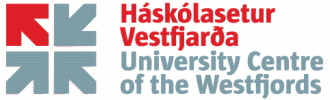 Háskólasetur
Vestfjarða
University Centre
of the Westfjords